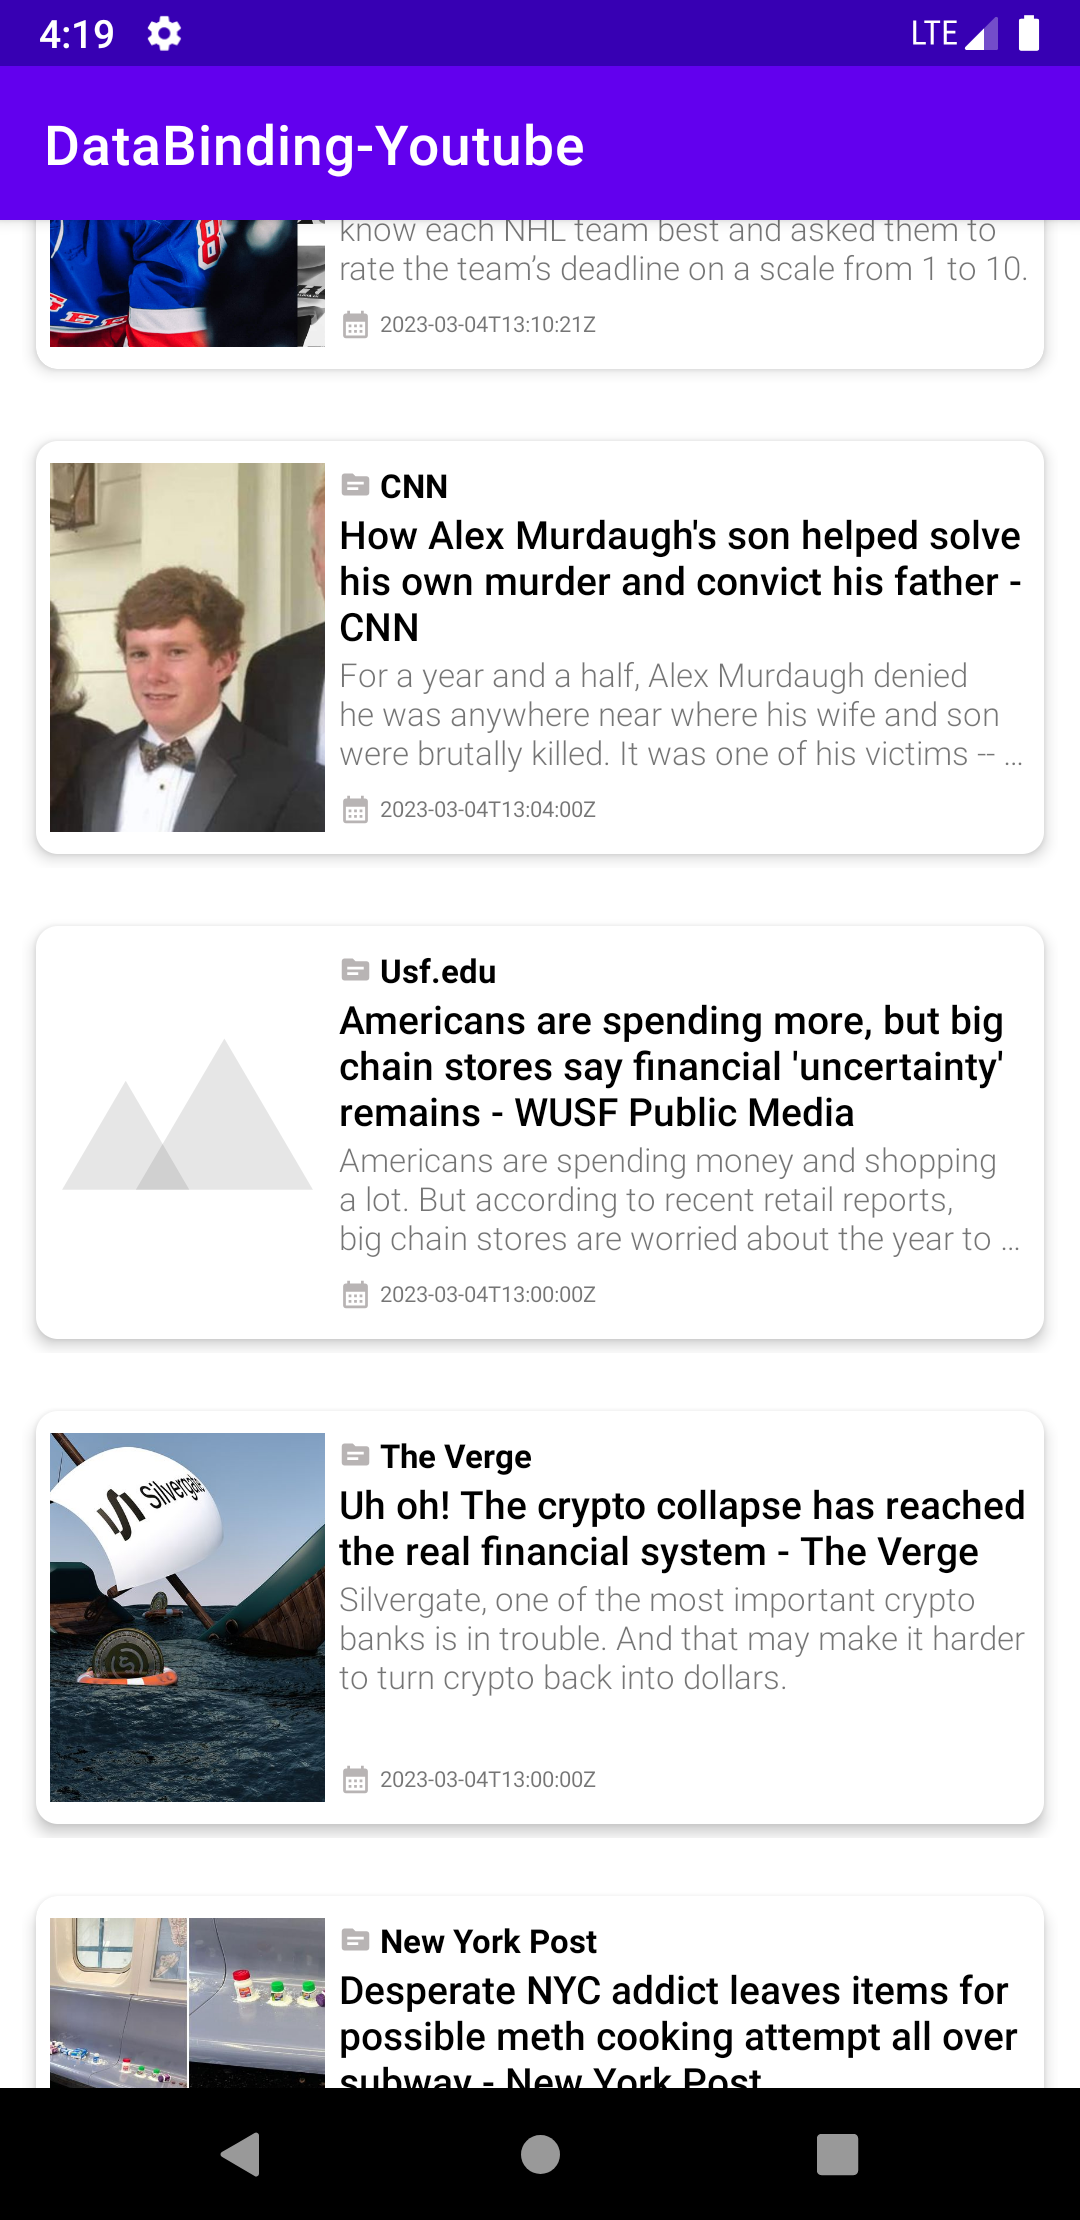 4:19
LTE
DataBinding-Youtube
8
know each NHL team best and asked them to
rate the team’s deadline on a scale from 1 to 10.
2023-03-04T13:10:21Z
CNN
How Alex Murdaugh's son helped solve
his own murder and convict his father -
CNN
For a year and a half, Alex Murdaugh denied
he was anywhere near where his wife and son
were brutally killed. It was one of his victims -- …
2023-03-04T13:04:00Z
Usf.edu
Americans are spending more, but big
chain stores say financial 'uncertainty'
remains - WUSF Public Media
Americans are spending money and shopping
a lot. But according to recent retail reports,
big chain stores are worried about the year to …
2023-03-04T13:00:00Z
Silvergate
The Verge
Uh oh! The crypto collapse has reached
the real financial system - The Verge
Silvergate, one of the most important crypto
banks is in trouble. And that may make it harder
to turn crypto back into dollars.
2023-03-04T13:00:00Z
New York Post
Desperate NYC addict leaves items for
possible meth cooking attempt all over
subway - New York Post